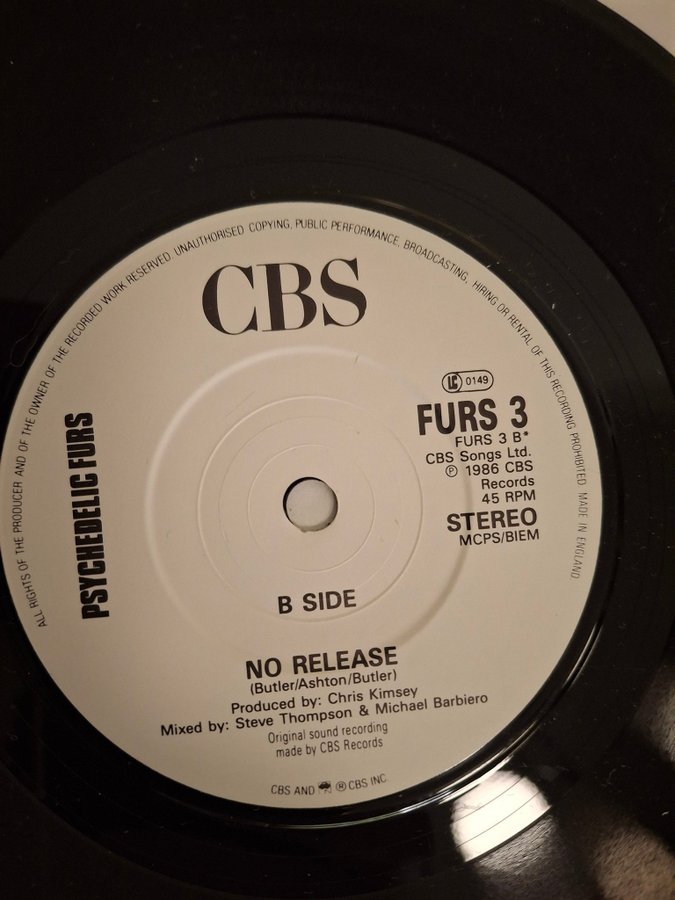 ALL RIGHTS OF THE PRODUCER AND OF THE OWNER OF THE RECORDED WORK RESERVED. UNAUTHORISED COPYING, PUBLIC PERFORMANCE, BROADCASTING, HIRING OR RENTAL OF THIS RECORDING PROHIBITED. MADE IN ENGLAND
CBS
LC 0149
FURS 3
FURS 3 B*
CBS Songs Ltd.
℗ 1986 CBS
Records
45 RPM
STEREO
MCPS/BIEM
PSYCHEDELIC FURS
B SIDE
NO RELEASE
(Butler/Ashton/Butler)
Produced by: Chris Kimsey
Mixed by: Steve Thompson & Michael Barbiero
Original sound recording
made by CBS Records
CBS AND ® CBS INC